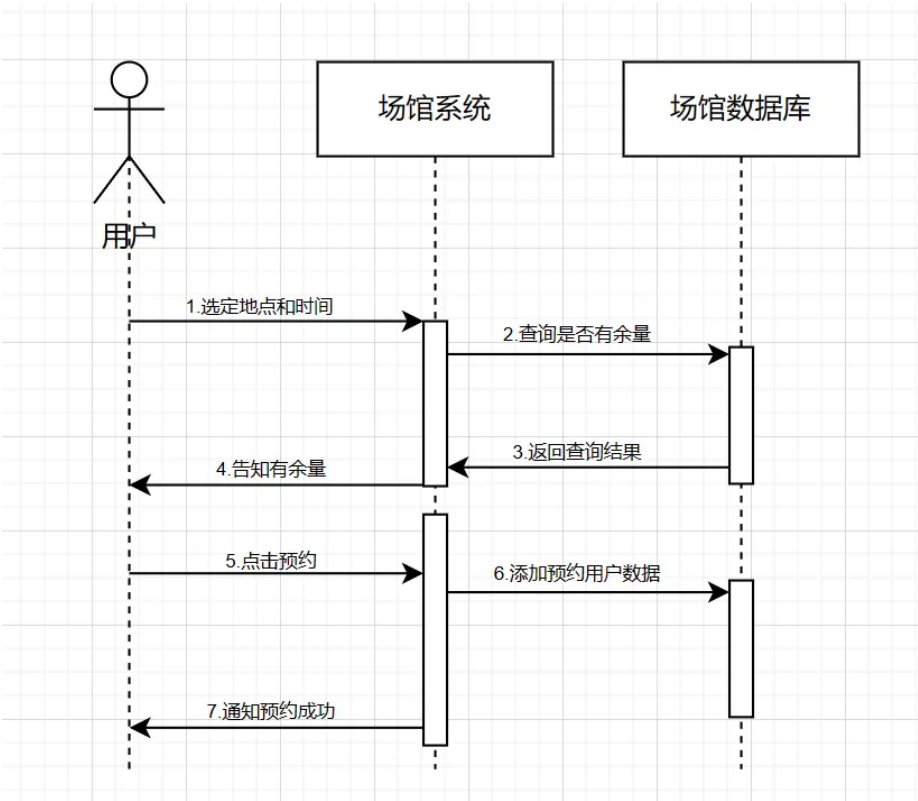 场馆系统
场馆数据库
用户
1.选定地点和时间
2.查询是否有余量
3.返回查询结果
4.告知有余量
5.点击预约
6.添加预约用户数据
7.通知预约成功